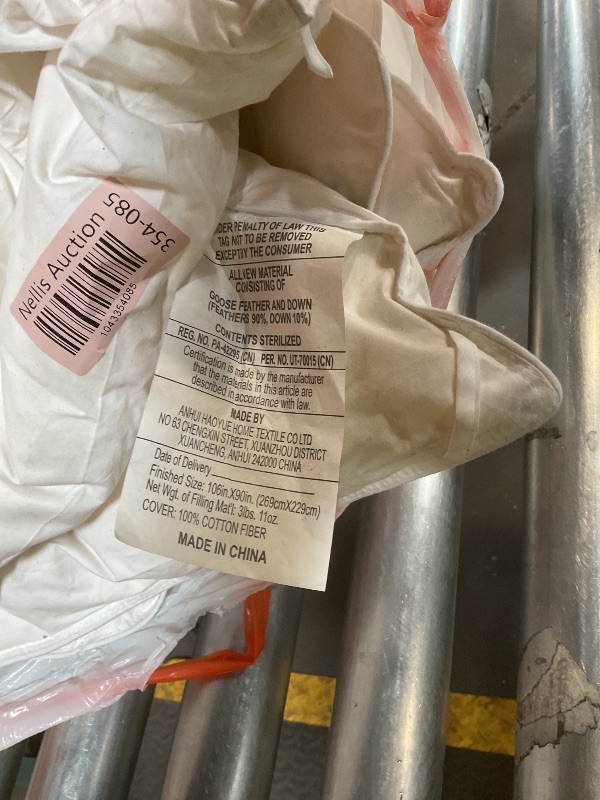 Nellis Auction
354-085
1043354085
DER PENALTY OF LAW THIS
TAG NIT TO BE REMOVED
EXCEPT BY THE CONSUMER
ALL NEW MATERIAL
CONSISTING OF
GOOSE FEATHER AND DOWN
(FEATHERS 90%, DOWN 10%)
CONTENTS STERILIZED
REG. NO. PA-42295 (CN) PER. NO. UT-70015 (CN)
Certification is made by the manufacturer
that the materials in this article are
described in accordance with law.
MADE BY
ANHUI HAOYUE HOME TEXTILE CO LTD
NO 63 CHENGXIN STREET, XUANZHOU DISTRICT
XUANCHENG, ANHUI 242000 CHINA
Date of Delivery
Finished Size: 106in.X90in. (269cmX229cm)
Net Wgt. of Filling Mat'l: 3lbs. 11oz.
COVER: 100% COTTON FIBER
MADE IN CHINA